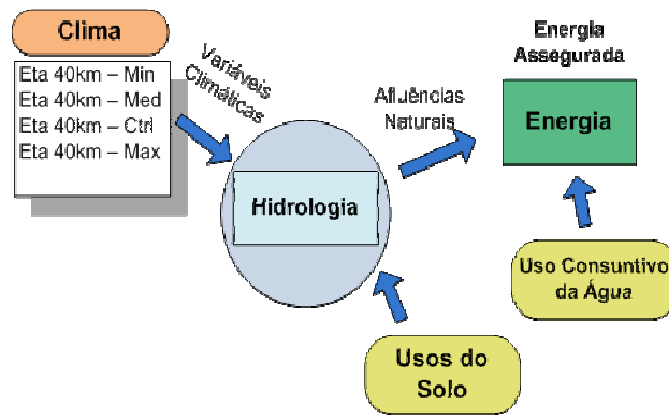 Clima
Eta 40km – Min
Eta 40km – Med
Eta 40km – Ctrl
Eta 40km – Max
Variáveis
Climáticas
Hidrologia
Afluências
Naturais
Energia
Assegurada
Energia
Uso Consuntivo
da Água
Usos do
Solo